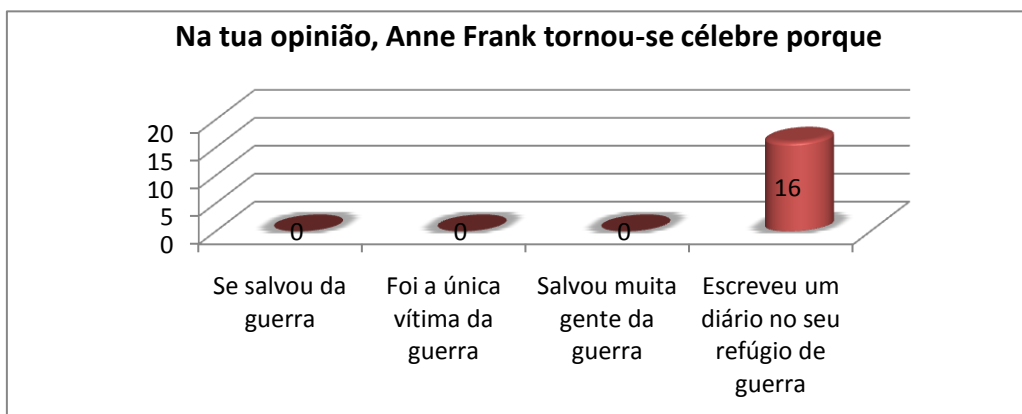 Na tua opinião, Anne Frank tornou-se célebre porque
20
15
10
5
0
0
0
0
16
Se salvou da
guerra
Foi a única
vítima da
guerra
Salvou muita
gente da
guerra
Escreveu um
diário no seu
refúgio de
guerra